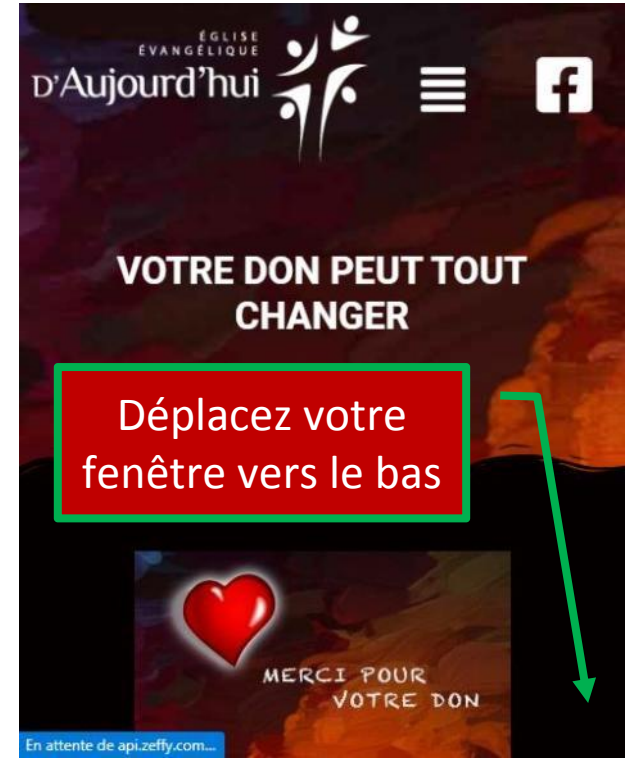 ÉGLISE
ÉVANGÉLIQUE
D'Aujourd'hui
VOTRE DON PEUT TOUT
CHANGER
Déplacez votre
fenêtre vers le bas
MERCI POUR
VOTRE DON
En attente de api.zeffy.com...